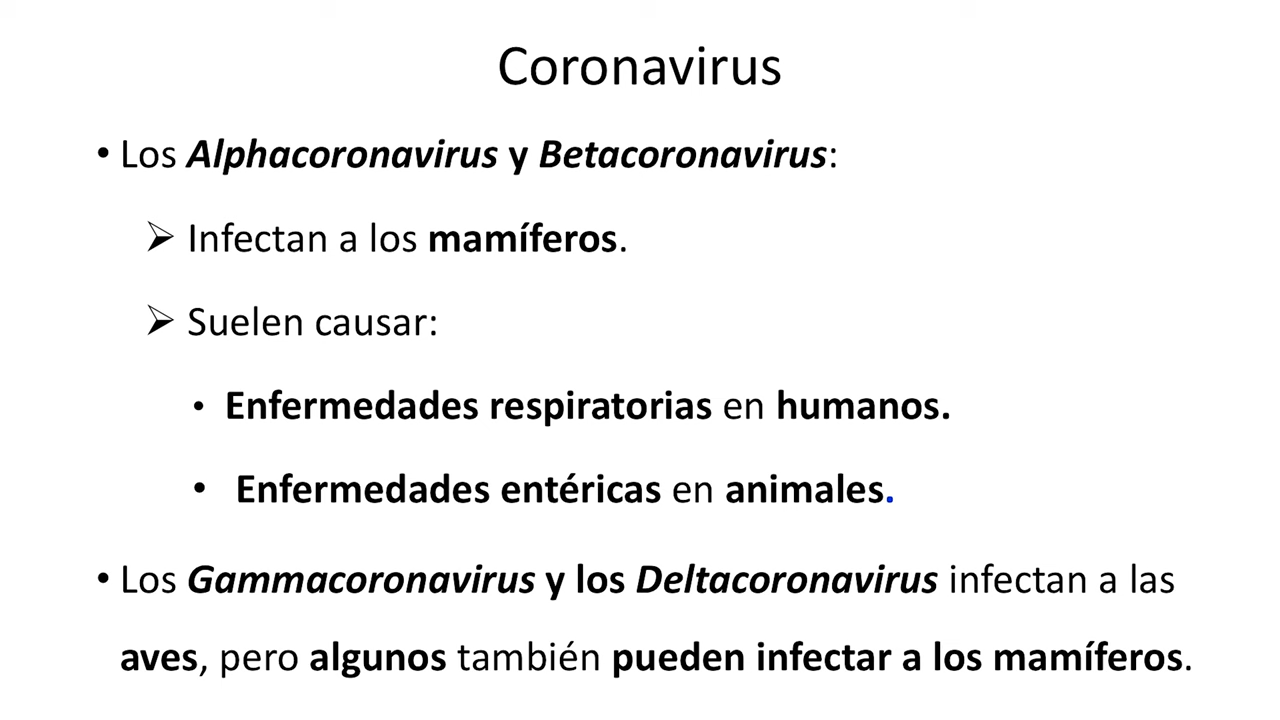 Coronavirus
• Los Alphacoronavirus y Betacoronavirus:
➢ Infectan a los mamíferos.
➢ Suelen causar:
• Enfermedades respiratorias en humanos.
• Enfermedades entéricas en animales.
• Los Gammacoronavirus y los Deltacoronavirus infectan a las
aves, pero algunos también pueden infectar a los mamíferos.